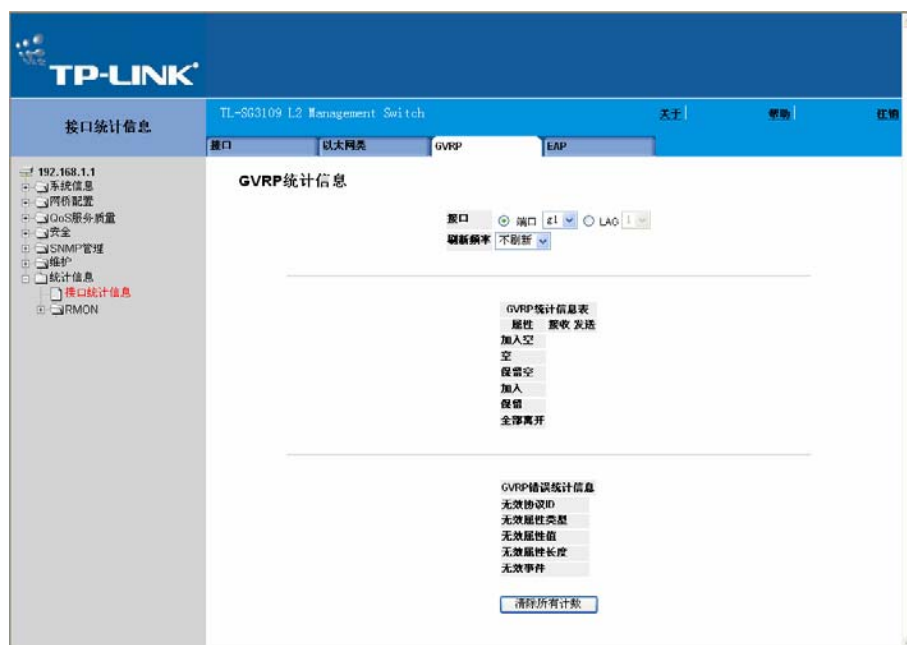 TP-LINK
接口统计信息
TL-SG3109 L2 Management Switch
关于
帮助
注销
接口
以太网类
GVRP
EAP
192.168.1.1
系统信息
网桥配置
QoS服务质量
安全
SNMP管理
维护
统计信息
接口统计信息
RMON
GVRP统计信息
接口 端口 g1 LAG 1
刷新频率 不刷新
GVRP统计信息表
属性 接收 发送
加入空
空
保留空
加入
保留
全部离开
GVRP错误统计信息
无效协议ID
无效属性类型
无效属性值
无效属性长度
无效事件
清除所有计数